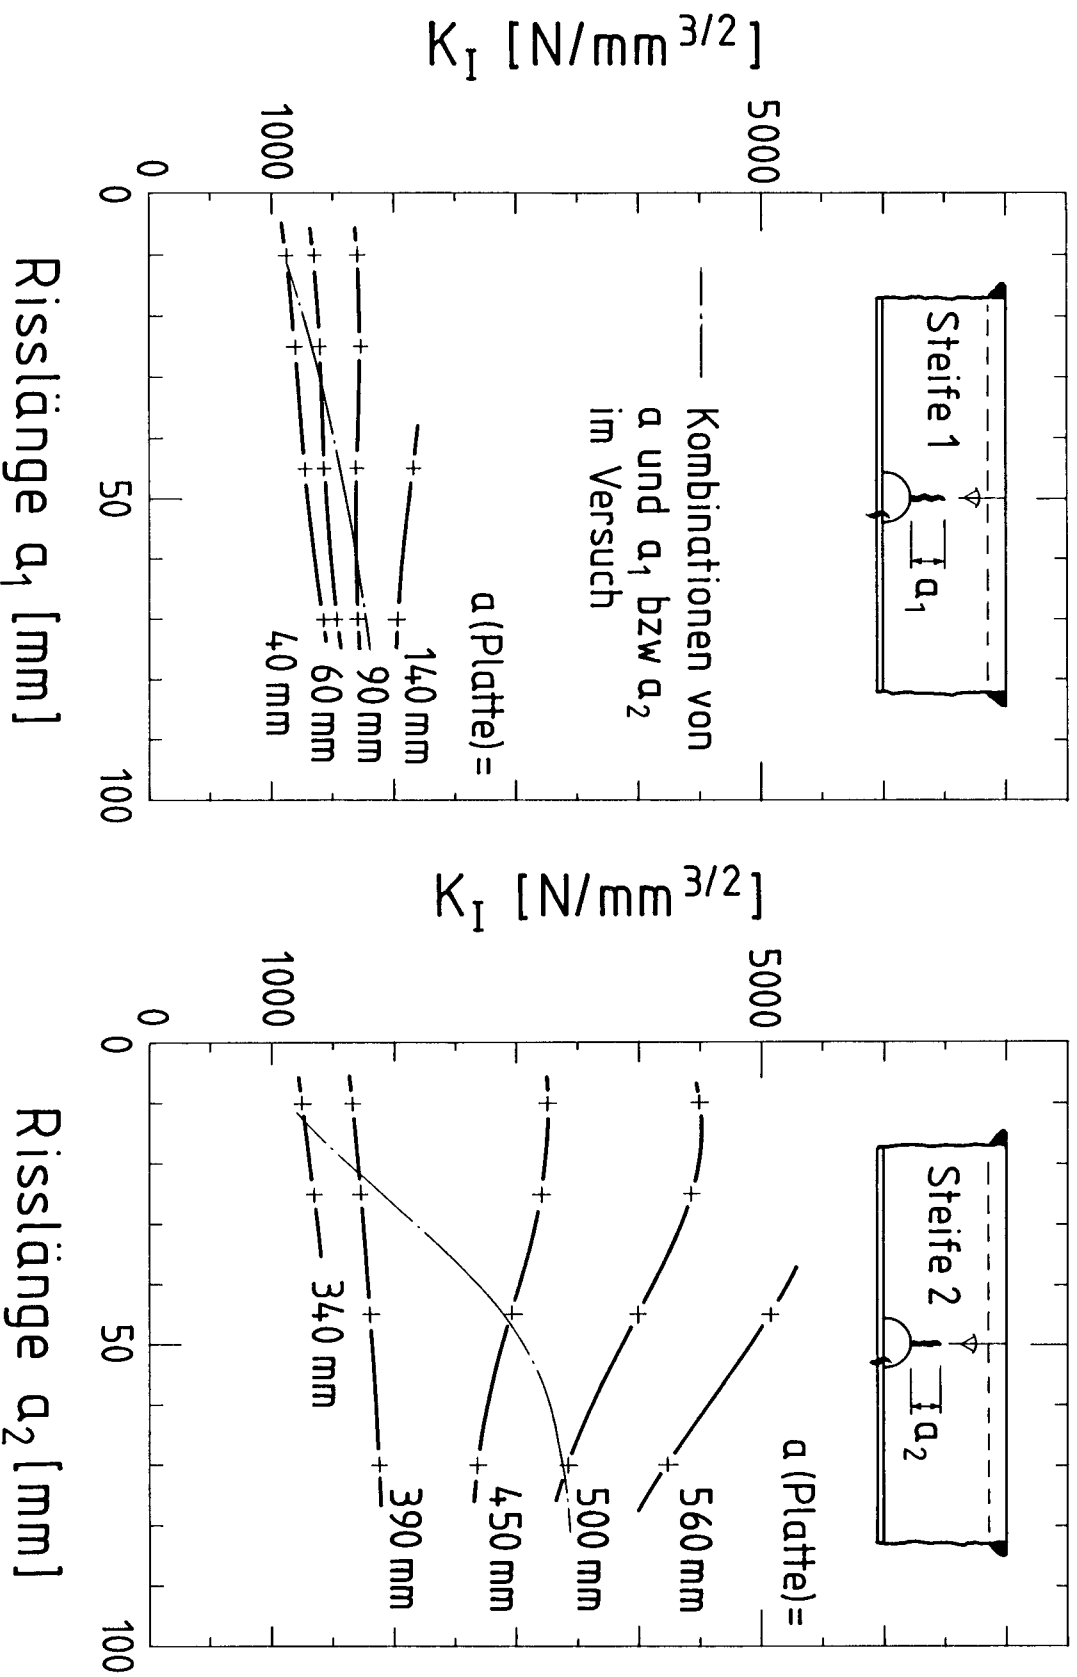 K_I [N/mm^3/2]
5000
1000
0
0
50
100
Risslänge a_1 [mm]
Steife 1
a_1
Kombinationen von
a und a_1 bzw a_2
im Versuch
a (Platte) =
140 mm
90 mm
60 mm
40 mm
K_I [N/mm^3/2]
5000
1000
0
0
50
100
Risslänge a_2 [mm]
Steife 2
a_2
a (Platte) =
560 mm
500 mm
450 mm
390 mm
340 mm